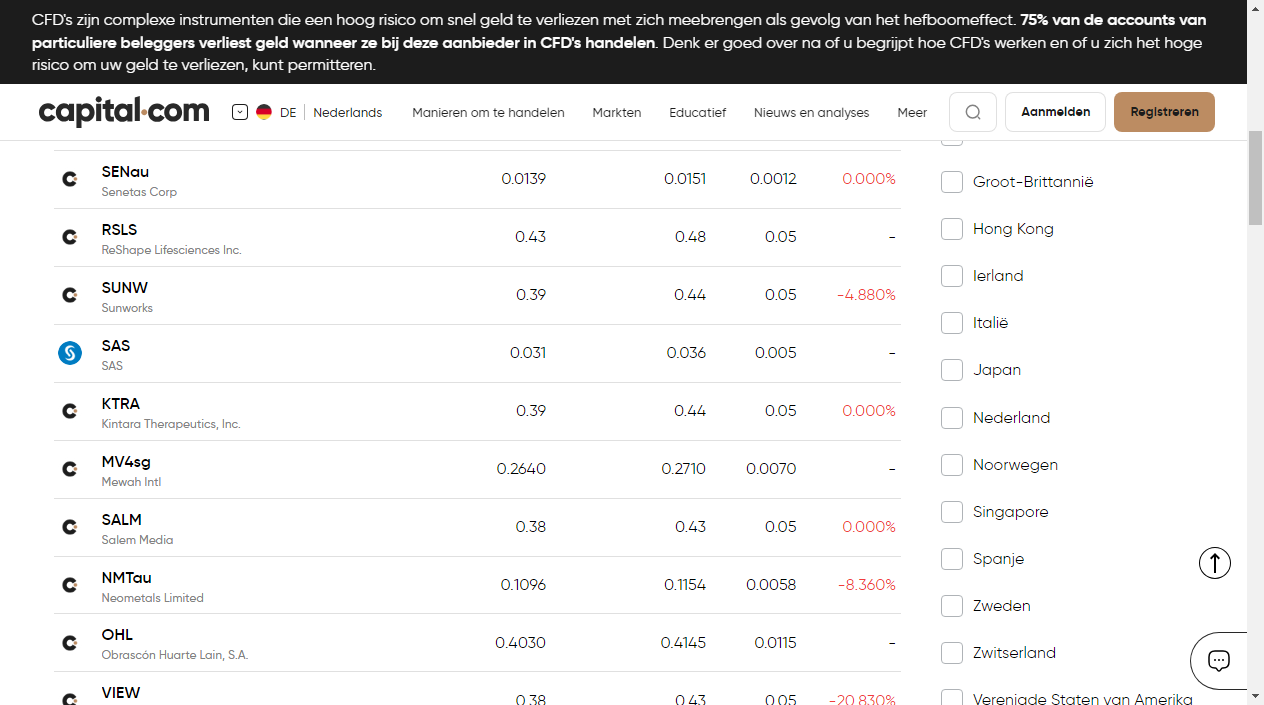 CFD's zijn complexe instrumenten die een hoog risico om snel geld te verliezen met zich meebrengen als gevolg van het hefboomeffect. 75% van de accounts van
particuliere beleggers verliest geld wanneer ze bij deze aanbieder in CFD's handelen. Denk er goed over na of u begrijpt hoe CFD's werken en of u zich het hoge
risico om uw geld te verliezen, kunt permitteren.
capital.com DE Nederlands Manieren om te handelen Markten Educatief Nieuws en analyses Meer Aanmelden Registreren
SENau 0.0139 0.0151 0.0012 0.000%
Senetas Corp
RSLS 0.43 0.48 0.05 -
ReShape Lifesciences Inc.
SUNW 0.39 0.44 0.05 -4.880%
Sunworks
SAS 0.031 0.036 0.005 -
SAS
KTRA 0.39 0.44 0.05 0.000%
Kintara Therapeutics, Inc.
MV4sg 0.2640 0.2710 0.0070 -
Mewah Intl
SALM 0.38 0.43 0.05 0.000%
Salem Media
NMTau 0.1096 0.1154 0.0058 -8.360%
Neometals Limited
OHL 0.4030 0.4145 0.0115 -
Obrascón Huarte Lain, S.A.
VIEW 0.38 0.43 0.05 -20.830%
Groot-Brittannië
Hong Kong
Ierland
Italië
Japan
Nederland
Noorwegen
Singapore
Spanje
Zweden
Zwitserland
Verenigde Staten van Amerika